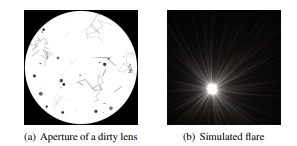 (a) Aperture of a dirty lens
(b) Simulated flare